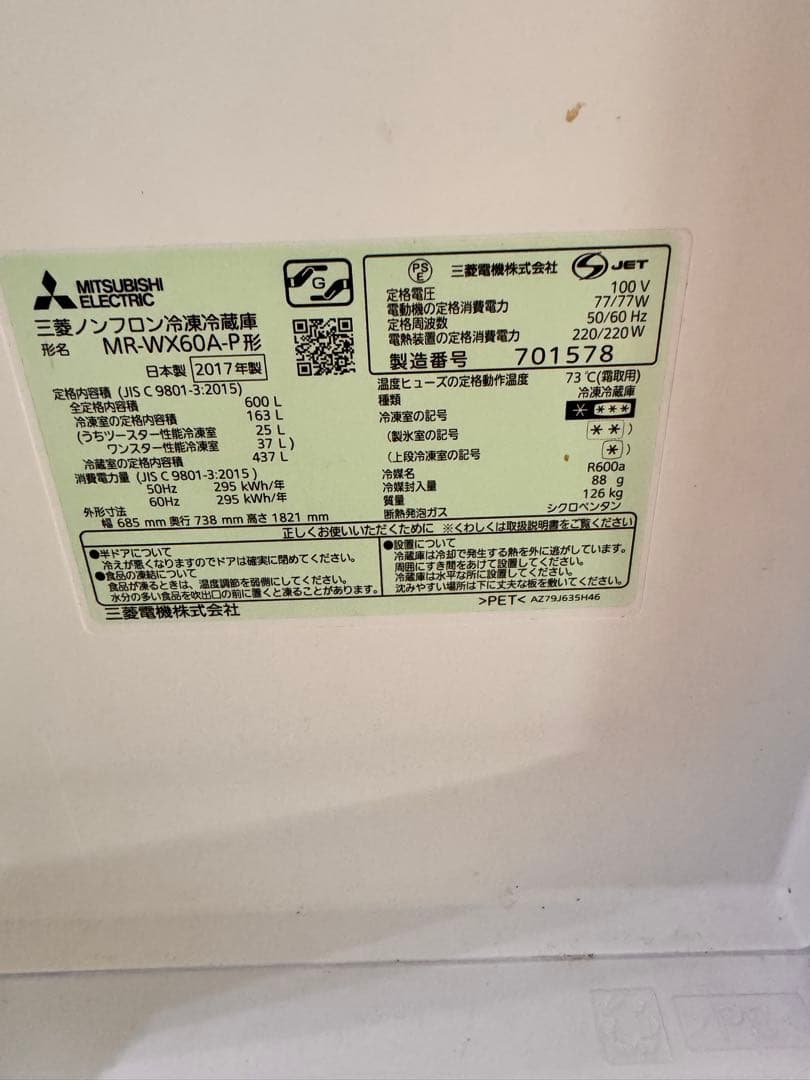 MITSUBISHI
ELECTRIC
G
三菱ノンフロン冷凍冷蔵庫
形名 MR-WX60A-P形
日本製 2017年製
定格内容積 (JIS C 9801-3:2015)
全定格内容積 600 L
冷凍室の定格内容積 163 L
(うちツースター性能冷凍室 25 L
ワンスター性能冷凍室 37 L)
冷蔵室の定格内容積 437 L
消費電力量 (JIS C 9801-3:2015)
50Hz 295 kWh/年
60Hz 295 kWh/年
外形寸法
幅 685 mm 奥行 738 mm 高さ 1821 mm
PS
E
三菱電機株式会社 JET
定格電圧 100 V
電動機の定格消費電力 77/77W
定格周波数 50/60 Hz
電熱装置の定格消費電力 220/220W
製造番号 701578
温度ヒューズの定格動作温度 73℃(霜取用)
種類 冷凍冷蔵庫
冷凍室の記号 * ***
(製氷室の記号 **)
(上段冷凍室の記号 *)
冷媒名 R600a
冷媒封入量 88 g
質量 126 kg
断熱発泡ガス シクロペンタン
正しくお使いいただくために ※くわしくは取扱説明書をご覧ください
●半ドアについて
冷えが悪くなりますのでドアは確実に閉めてください。
●食品の凍結について
食品が凍るときは、温度調節を弱側にしてください。
水分の多い食品を吹出口の前に置くと凍ることがあります。
●設置について
冷蔵庫は冷却で発生する熱を外に逃がしています。
周囲にすき間をあけて設置してください。
冷蔵庫は水平な所に設置してください。
沈みやすい場所は下に丈夫な板を敷いてください。
三菱電機株式会社
>PET< AZ79J635H46